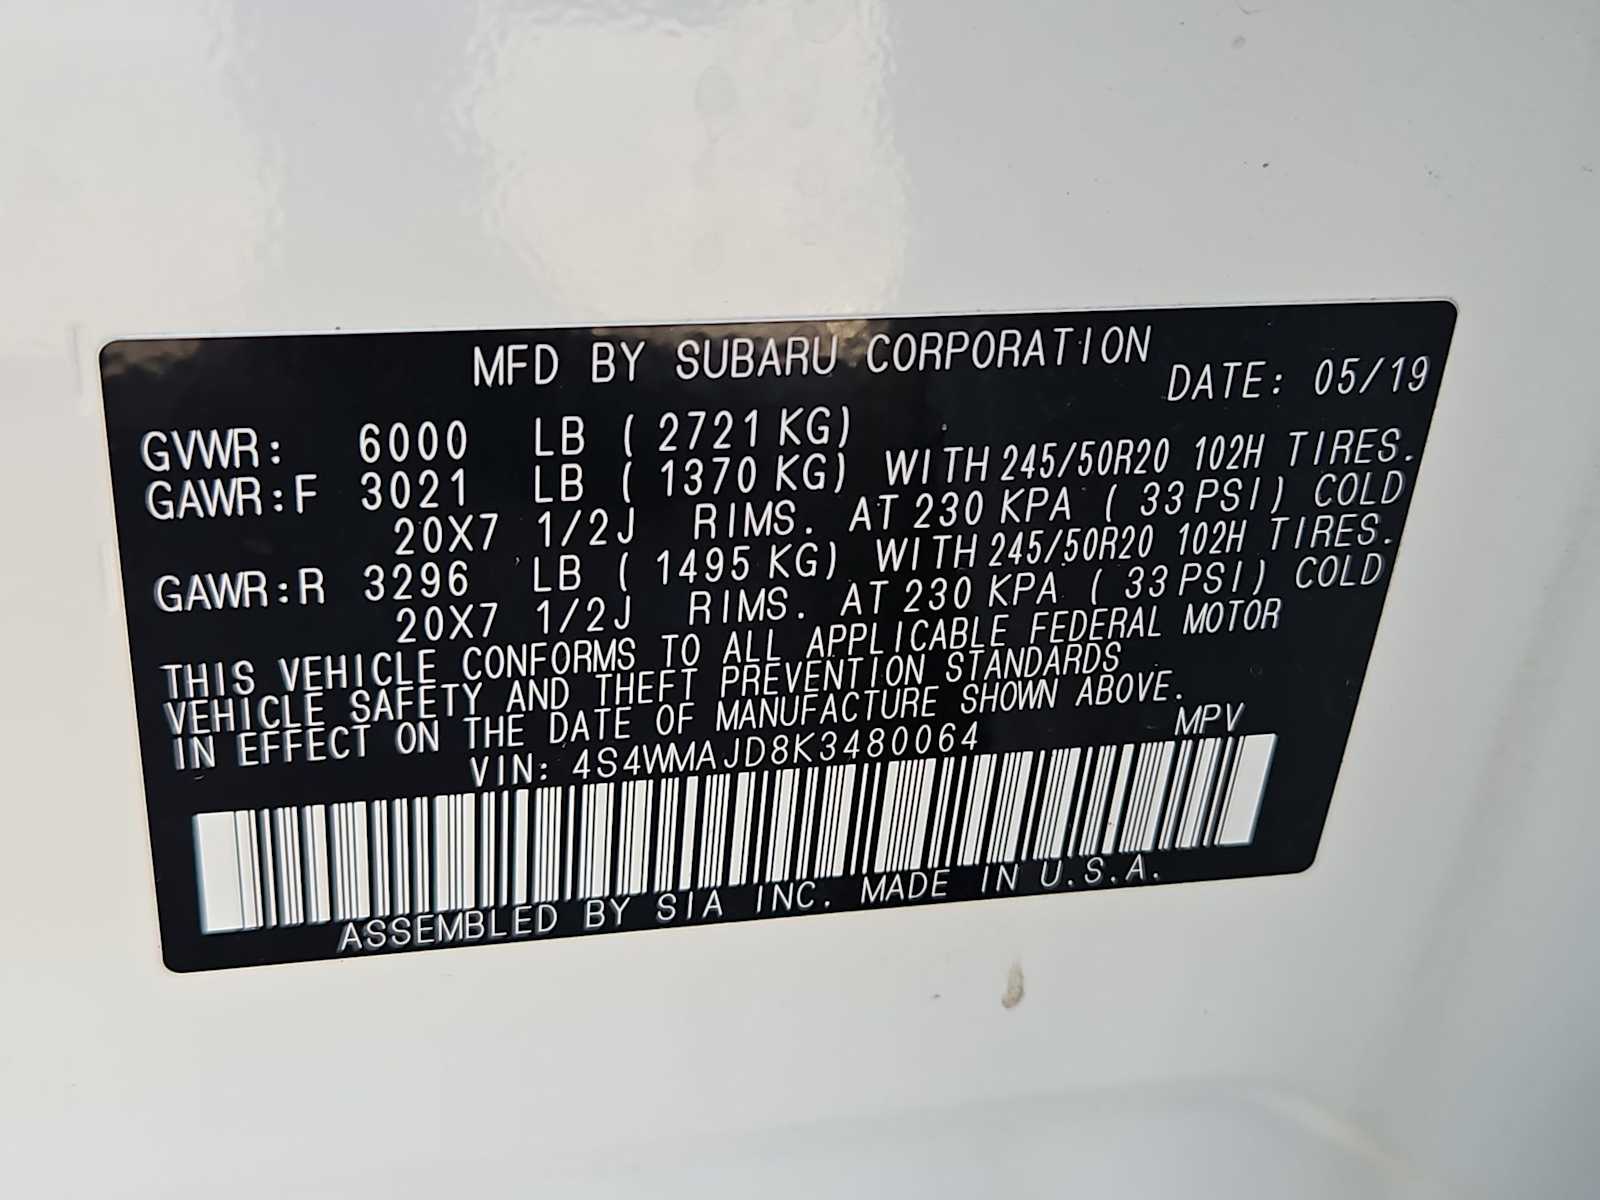 MFD BY SUBARU CORPORATION
DATE: 05/19
GVWR: 6000 LB ( 2721 KG)
GAWR:F 3021 LB ( 1370 KG) WITH 245/50R20 102H TIRES.
20X7 1/2J RIMS. AT 230 KPA ( 33 PSI) COLD
GAWR:R 3296 LB ( 1495 KG) WITH 245/50R20 102H TIRES.
20X7 1/2J RIMS. AT 230 KPA ( 33 PSI) COLD
THIS VEHICLE CONFORMS TO ALL APPLICABLE FEDERAL MOTOR
VEHICLE SAFETY AND THEFT PREVENTION STANDARDS
IN EFFECT ON THE DATE OF MANUFACTURE SHOWN ABOVE.
VIN: 4S4WMAJD8K3480064 MPV
ASSEMBLED BY SIA INC. MADE IN U.S.A.